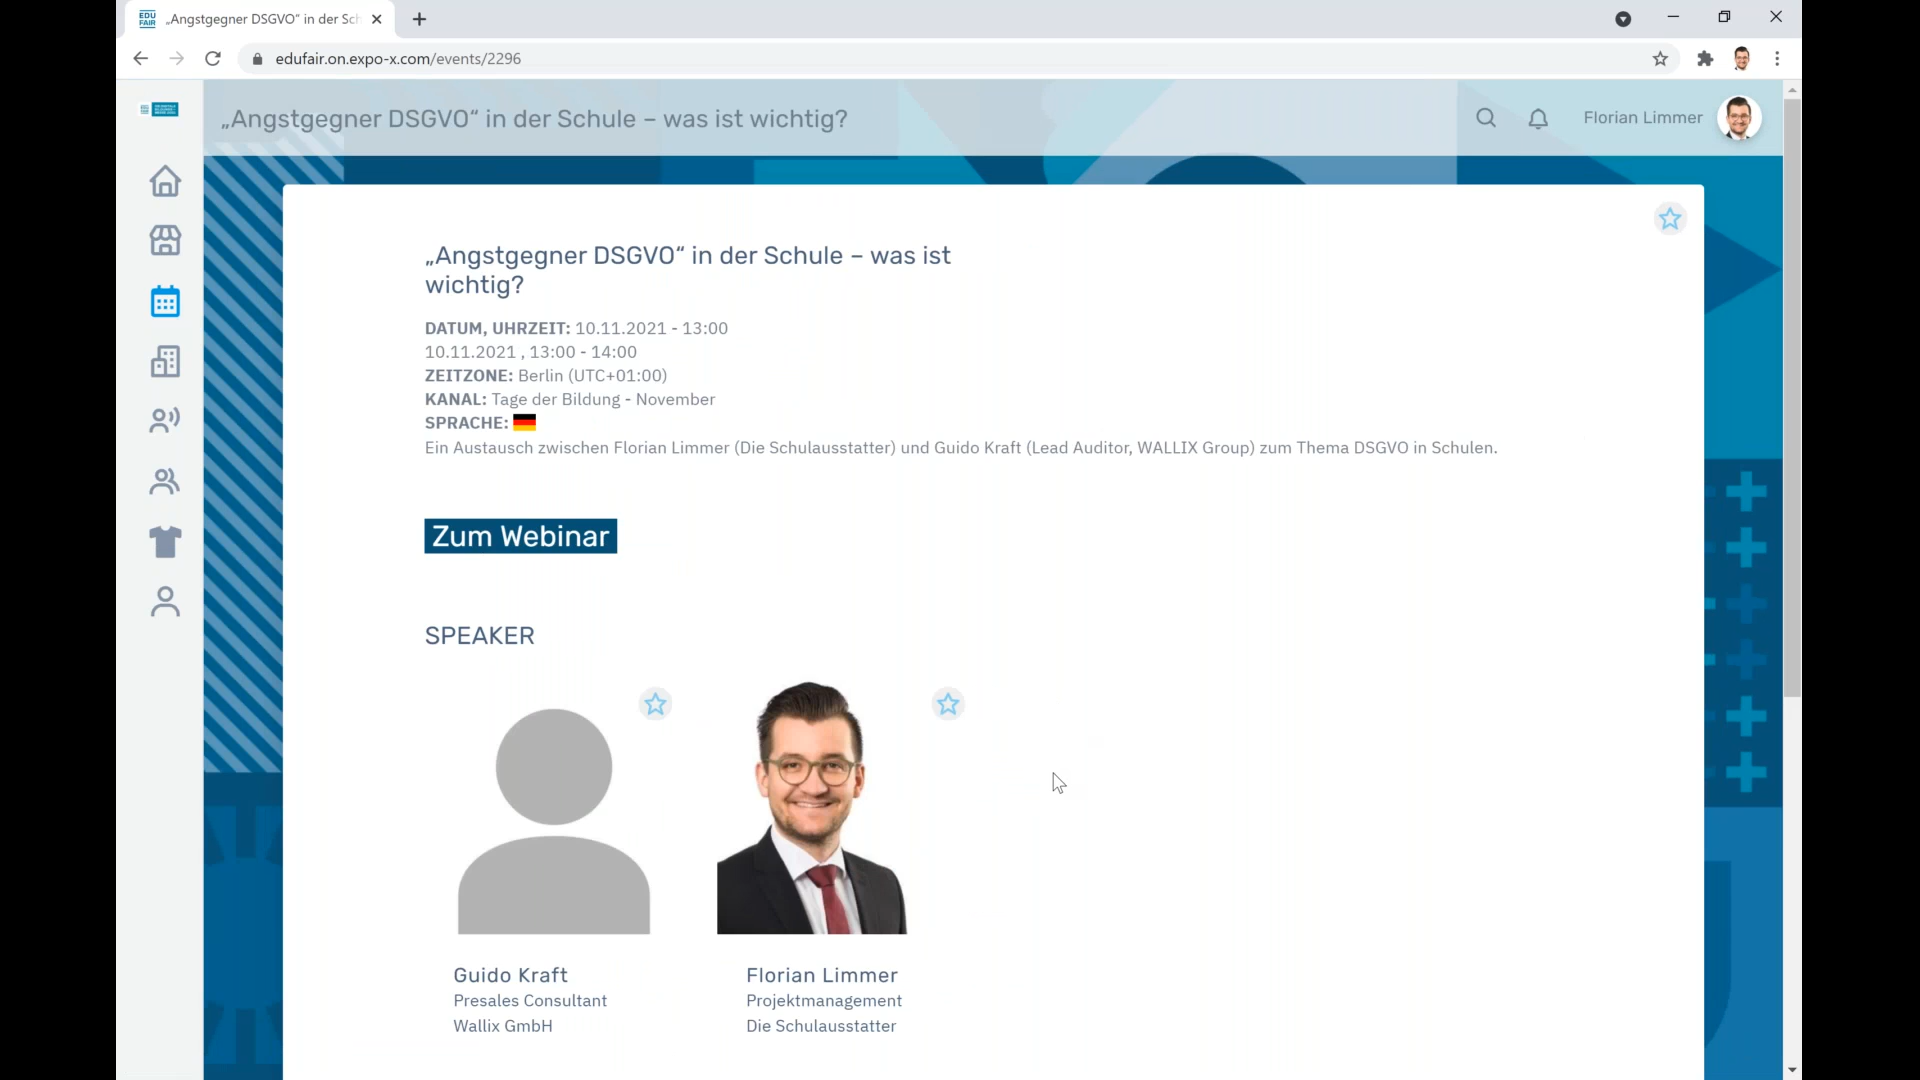 EDU
FAIR
„Angstgegner DSGVO“ in der Sch
edufair.on.expo-x.com/events/2296
„Angstgegner DSGVO“ in der Schule – was ist wichtig?
Florian Limmer
„Angstgegner DSGVO“ in der Schule – was ist
wichtig?
DATUM, UHRZEIT: 10.11.2021 - 13:00
10.11.2021 , 13:00 - 14:00
ZEITZONE: Berlin (UTC+01:00)
KANAL: Tage der Bildung - November
SPRACHE:
Ein Austausch zwischen Florian Limmer (Die Schulausstatter) und Guido Kraft (Lead Auditor, WALLIX Group) zum Thema DSGVO in Schulen.
Zum Webinar
SPEAKER
Guido Kraft
Presales Consultant
Wallix GmbH
Florian Limmer
Projektmanagement
Die Schulausstatter